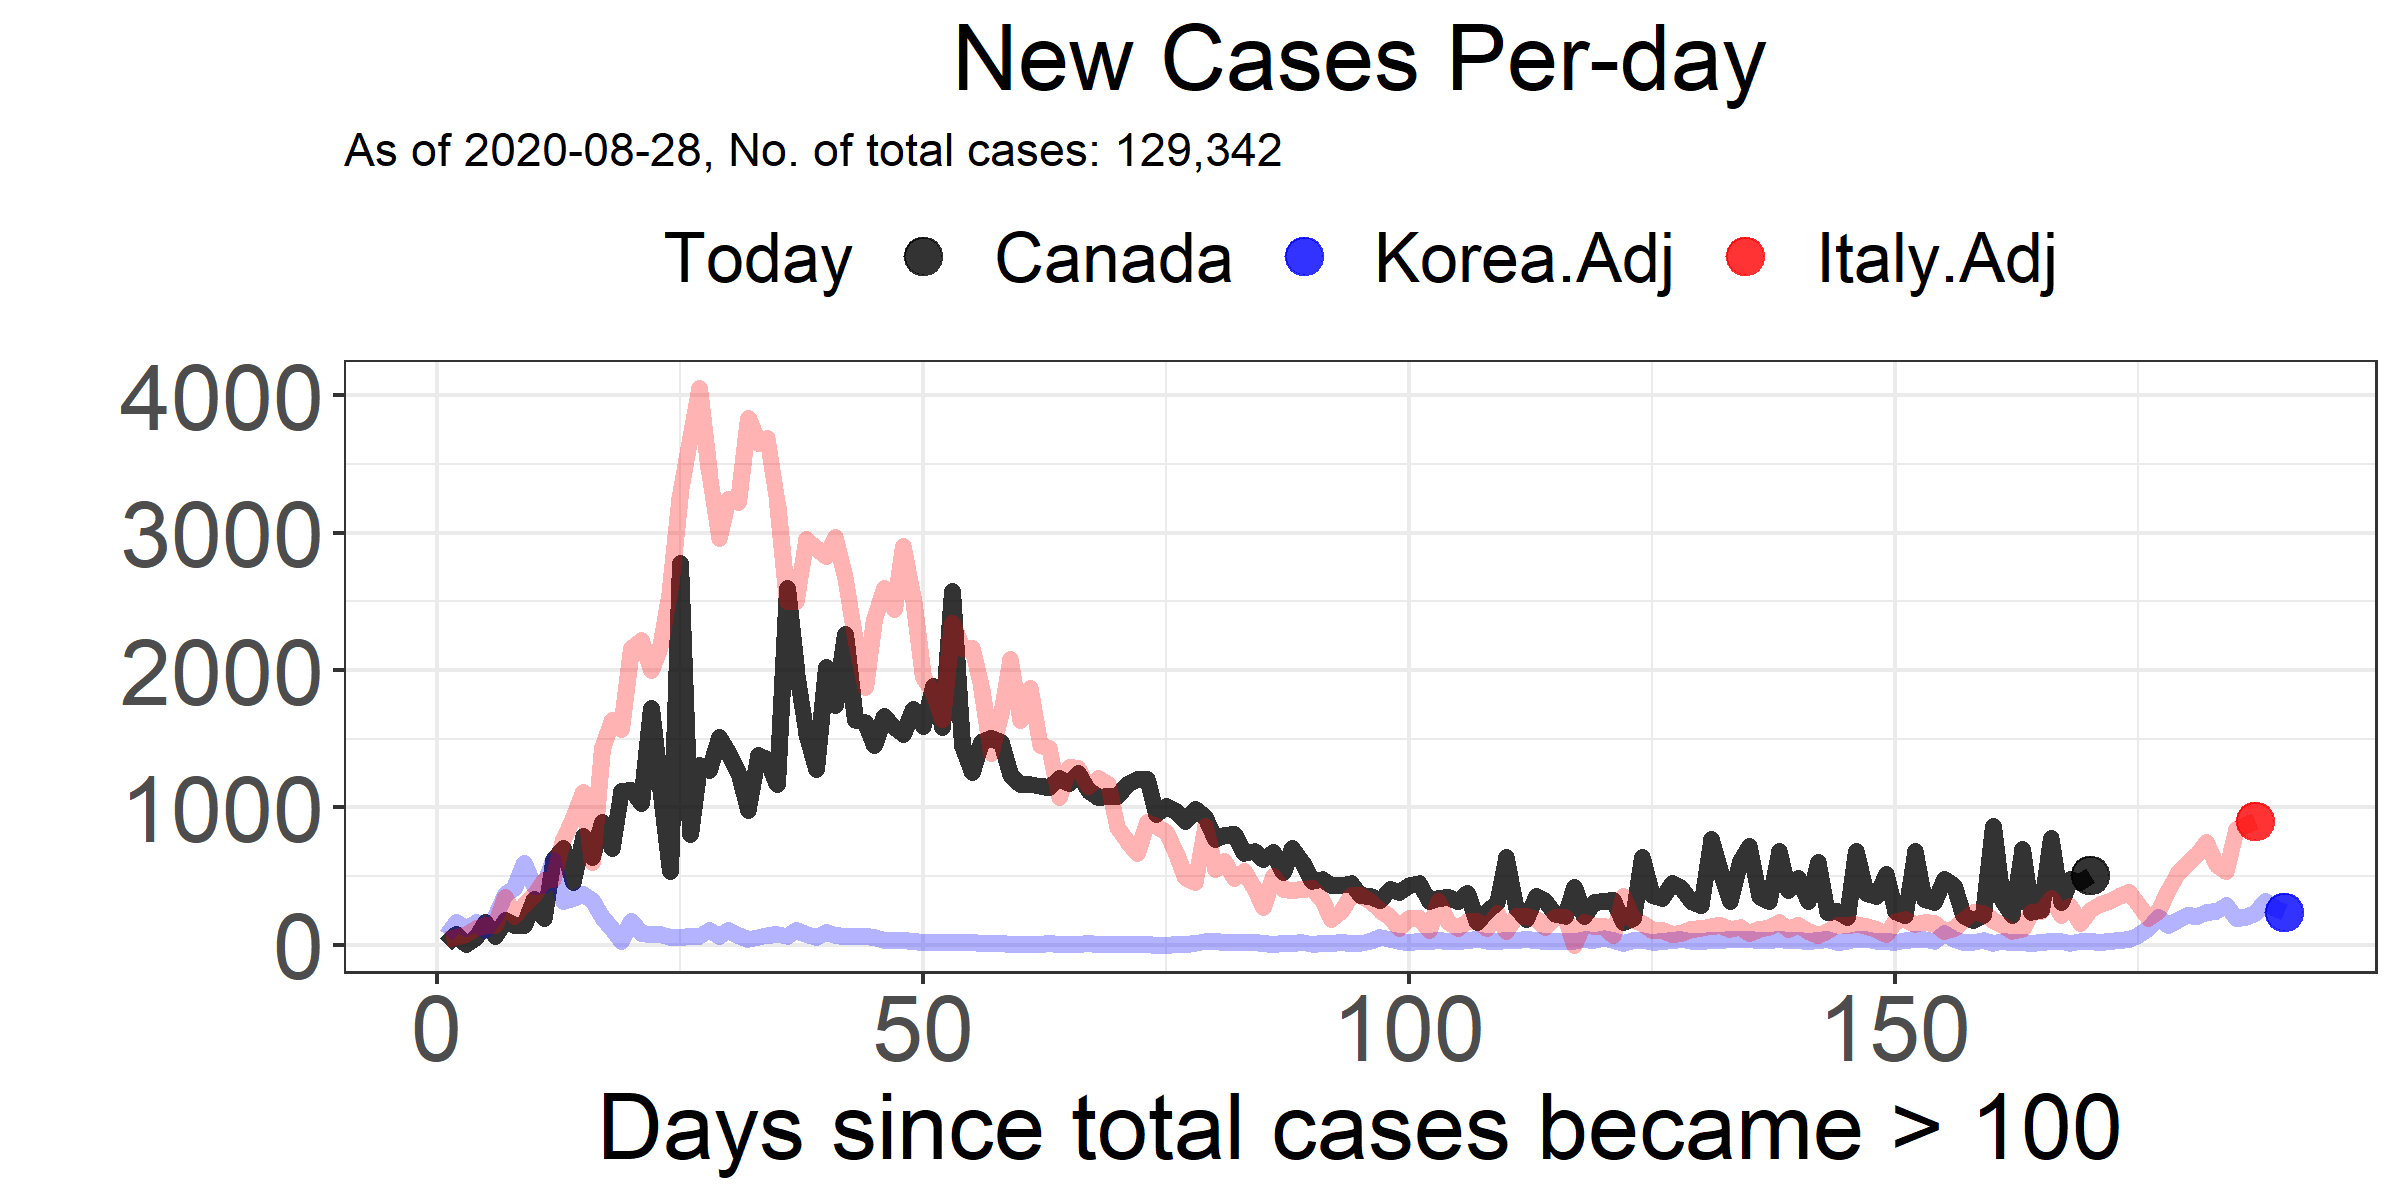 New Cases Per-day
As of 2020-08-28, No. of total cases: 129,342
Today Canada Korea.Adj Italy.Adj
4000
3000
2000
1000
0
0 50 100 150
Days since total cases became > 100